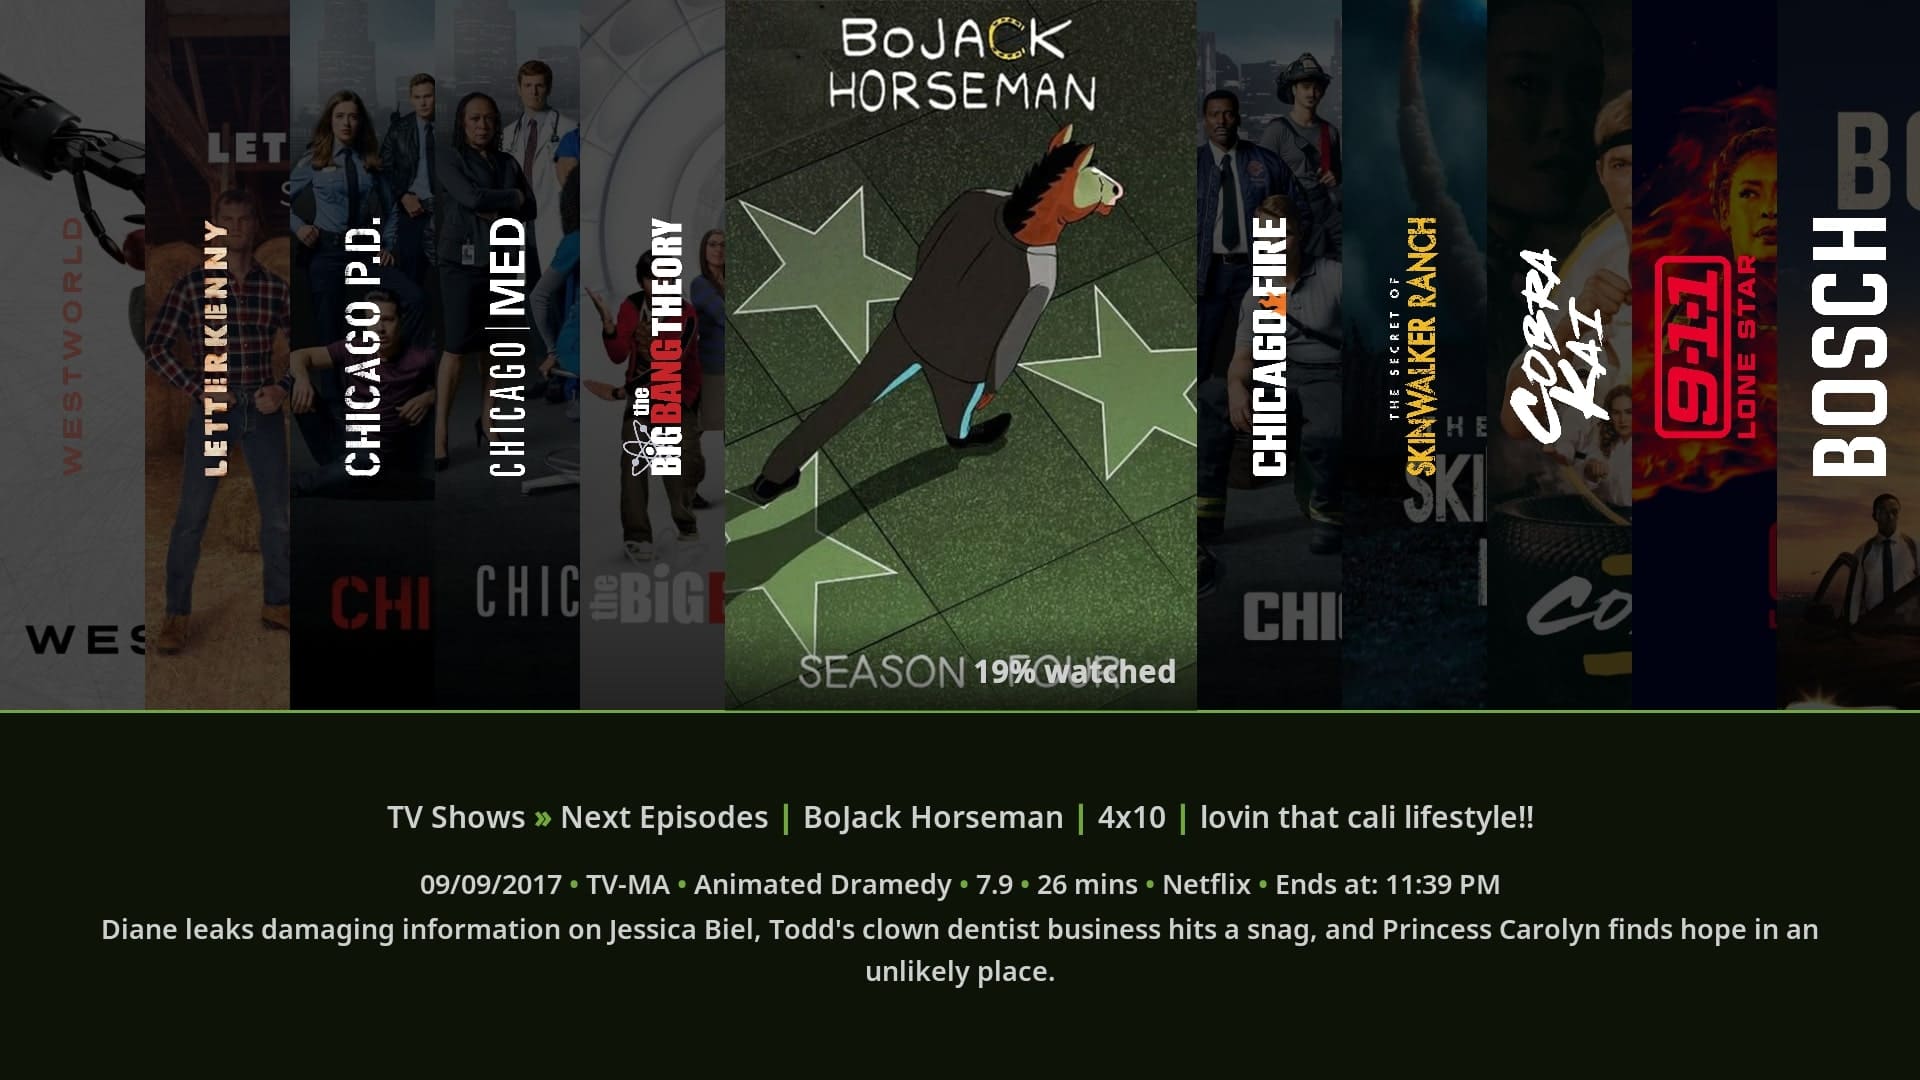 WESTWORLD
WES
LET
LETTERKENNY
CHICAGO P.D.
CHI
CHICAGO | MED
CHIC
the
BIG BANG THEORY
the BiG
BoJACK
HORSEMAN
SEASON FOUR
19% watched
CHICAGO FIRE
CHI
THE SECRET OF
SKINWALKER RANCH
HE
SKI
COBRA
KAI
Co
9-1-1
LONE STAR
BO
BOSCH
TV Shows » Next Episodes | BoJack Horseman | 4x10 | lovin that cali lifestyle!!
09/09/2017 • TV-MA • Animated Dramedy • 7.9 • 26 mins • Netflix • Ends at: 11:39 PM
Diane leaks damaging information on Jessica Biel, Todd's clown dentist business hits a snag, and Princess Carolyn finds hope in an
unlikely place.